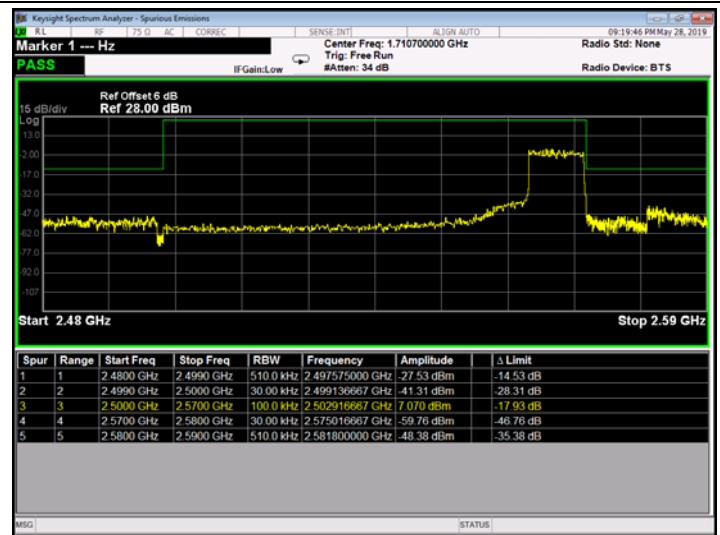 Keysight Spectrum Analyzer - Spurious Emissions
RL RF 75 Ω AC CORREC SENSE:INT ALIGN AUTO 09:19:46 PM May 28, 2019
Marker 1 --- Hz Center Freq: 1.710700000 GHz Radio Std: None
Trig: Free Run
PASS IFGain:Low #Atten: 34 dB Radio Device: BTS
Ref Offset 6 dB
15 dB/div Ref 28.00 dBm
Log
13.0
-2.00
-17.0
-32.0
-47.0
-62.0
-77.0
-92.0
-107
Start 2.48 GHz Stop 2.59 GHz
Spur Range Start Freq Stop Freq RBW Frequency Amplitude Δ Limit
1 1 2.4800 GHz 2.4990 GHz 510.0 kHz 2.497575000 GHz -27.53 dBm -14.53 dB
2 2 2.4990 GHz 2.5000 GHz 30.00 kHz 2.499136667 GHz -41.31 dBm -28.31 dB
3 3 2.5000 GHz 2.5700 GHz 100.0 kHz 2.502916667 GHz 7.070 dBm -17.93 dB
4 4 2.5700 GHz 2.5800 GHz 30.00 kHz 2.575016667 GHz -59.76 dBm -46.76 dB
5 5 2.5800 GHz 2.5900 GHz 510.0 kHz 2.581800000 GHz -48.38 dBm -35.38 dB
MSG STATUS